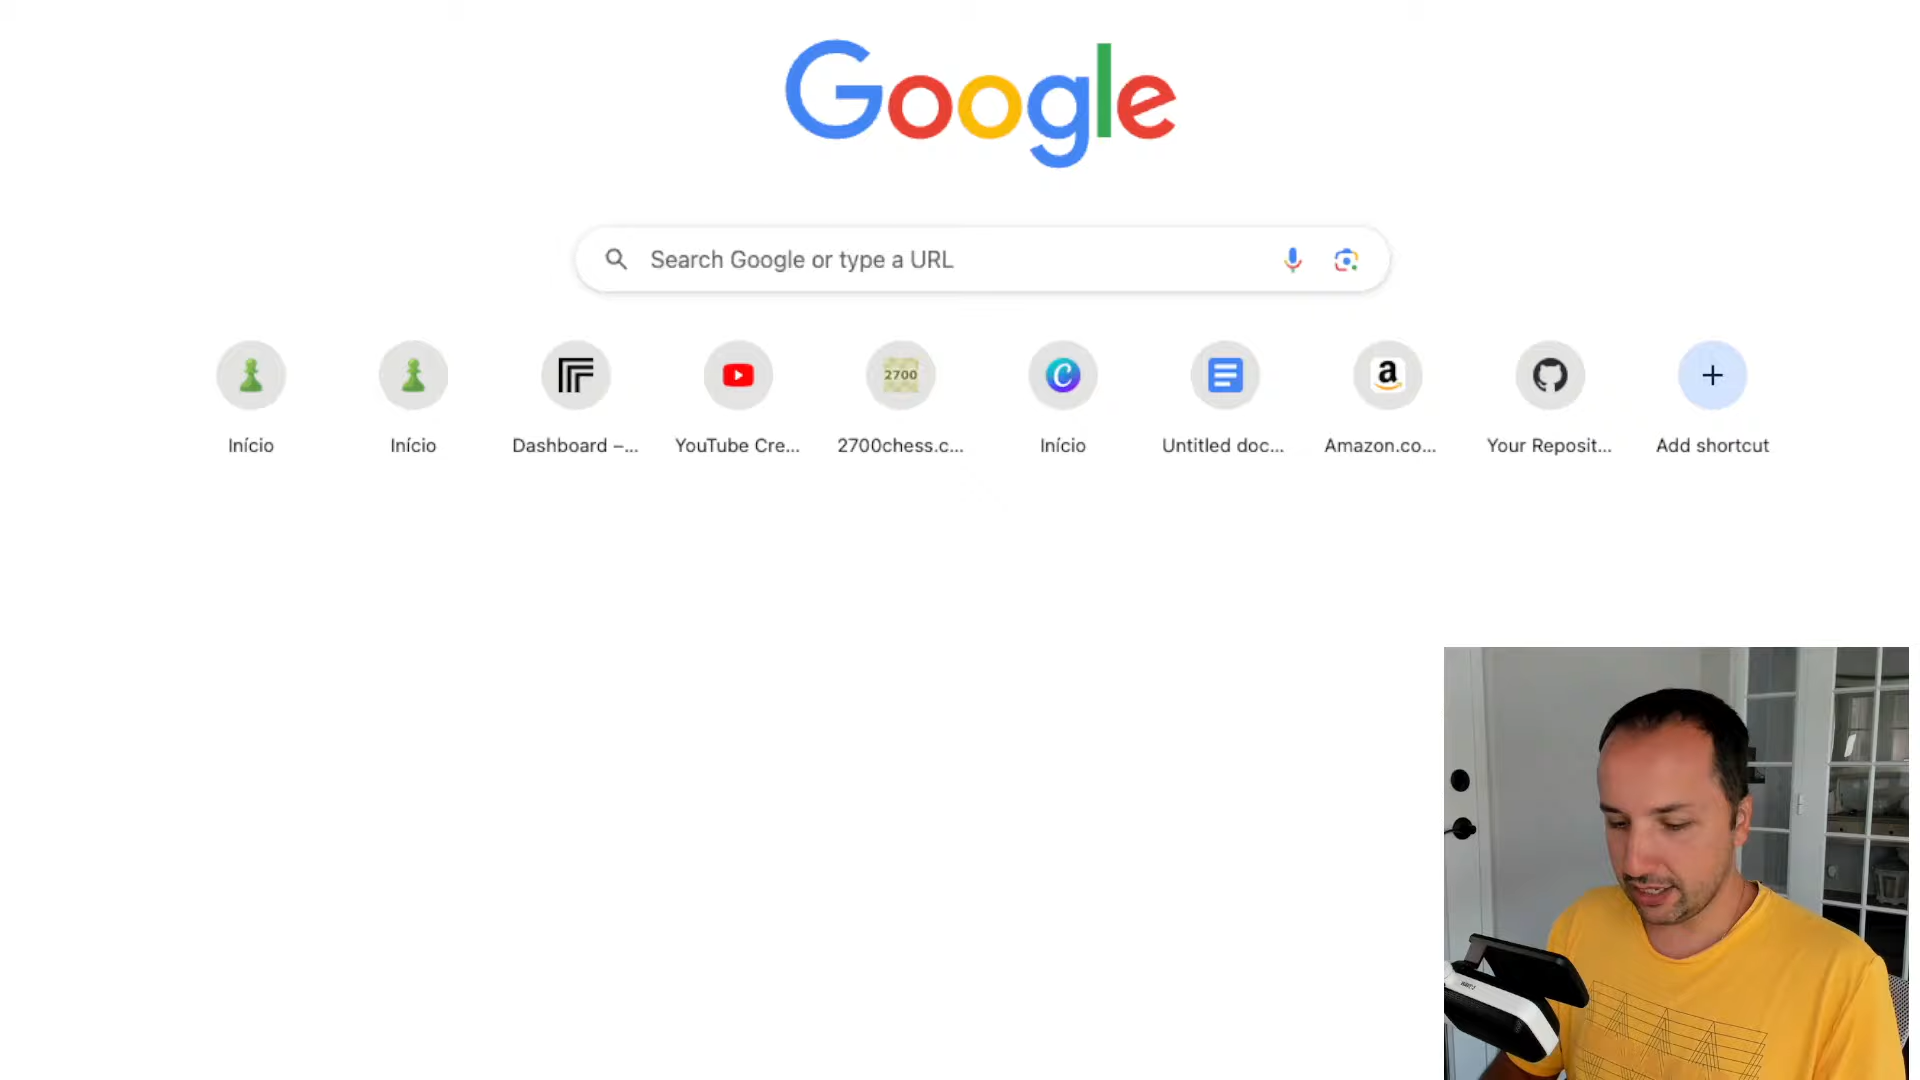 Google
Search Google or type a URL
2700
a
Início
Início
Dashboard –...
YouTube Cre...
2700chess.c...
Início
Untitled doc...
Amazon.co...
Your Reposit...
Add shortcut